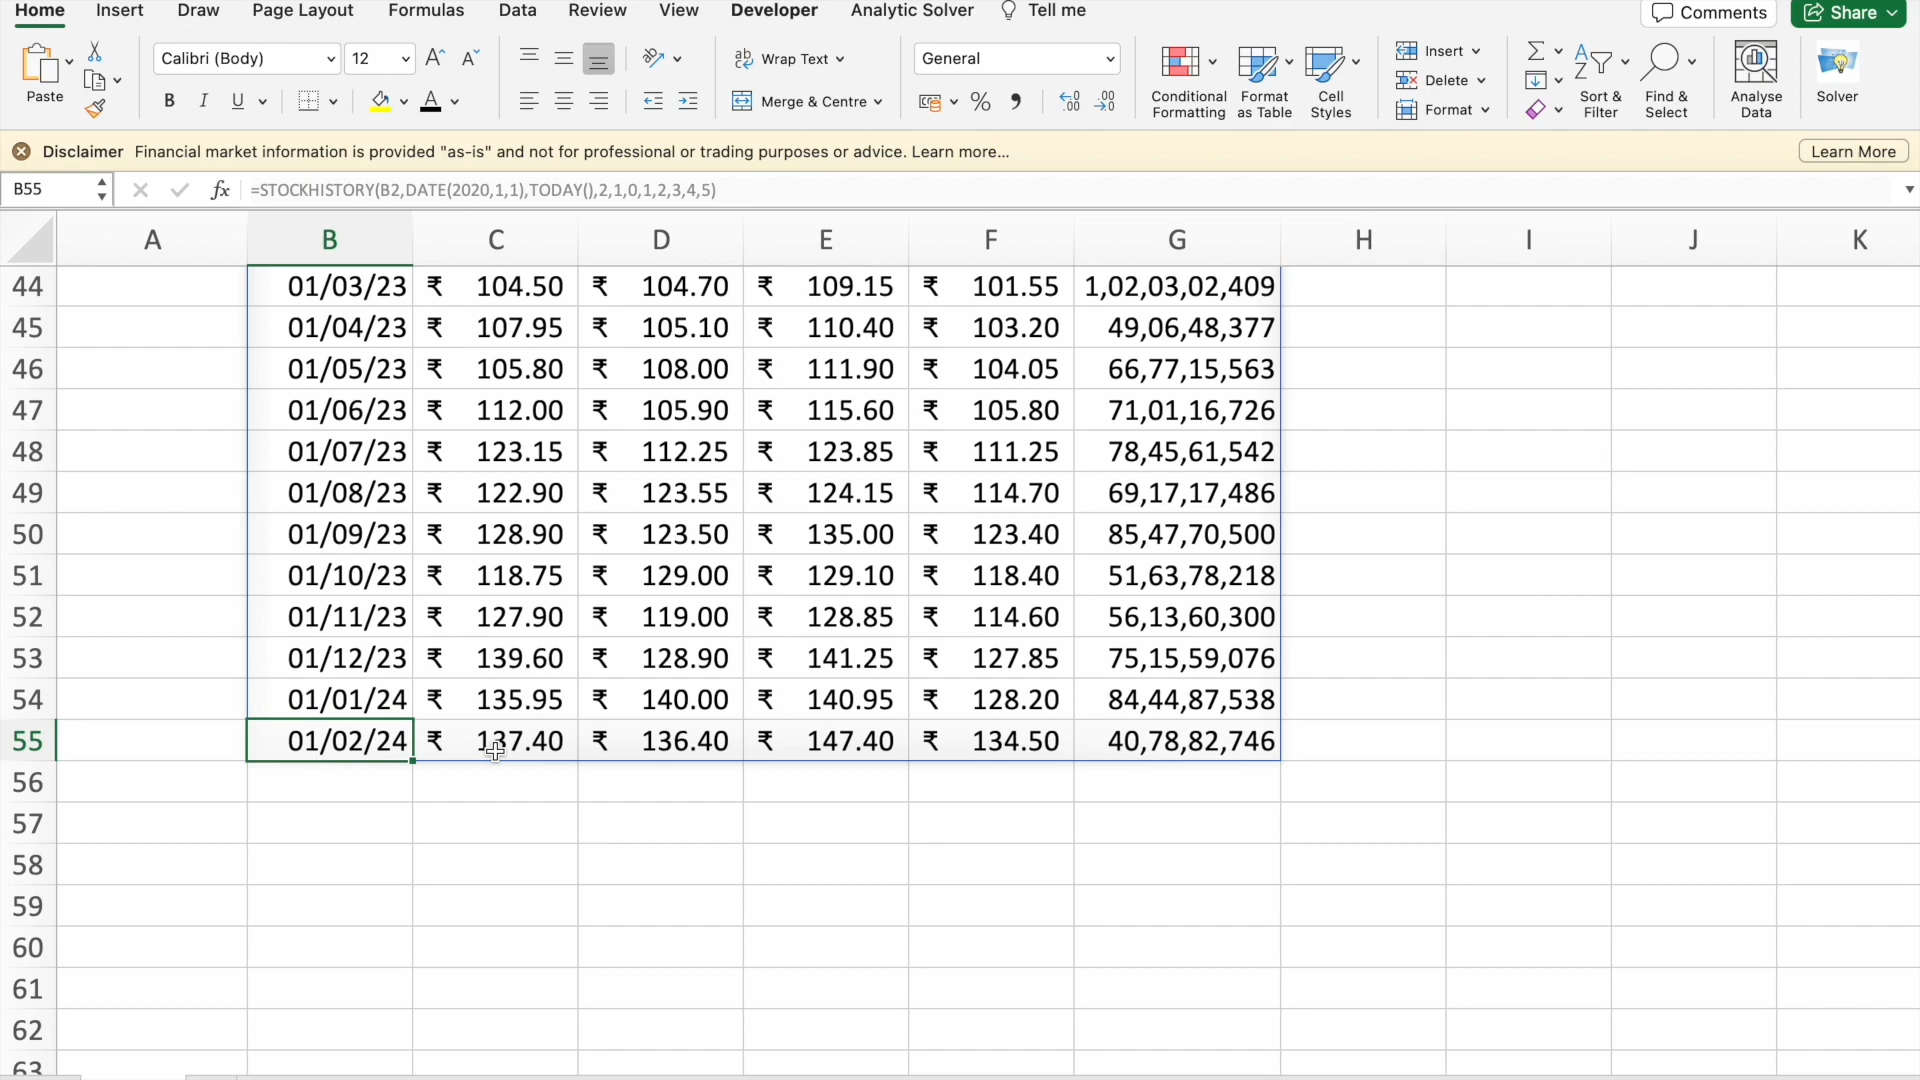 Home Insert Draw Page Layout Formulas Data Review View Developer Analytic Solver Tell me Comments Share
Paste
Calibri (Body) 12
B I U A
Wrap Text
Merge & Centre
General
Conditional Formatting
Format as Table
Cell Styles
Insert
Delete
Format
Sort & Filter
Find & Select
Analyse Data
Solver
Disclaimer Financial market information is provided "as-is" and not for professional or trading purposes or advice. Learn more... Learn More
B55 fx =STOCKHISTORY(B2,DATE(2020,1,1),TODAY(),2,1,0,1,2,3,4,5)
A B C D E F G H I J K
44 01/03/23 ₹ 104.50 ₹ 104.70 ₹ 109.15 ₹ 101.55 1,02,03,02,409
45 01/04/23 ₹ 107.95 ₹ 105.10 ₹ 110.40 ₹ 103.20 49,06,48,377
46 01/05/23 ₹ 105.80 ₹ 108.00 ₹ 111.90 ₹ 104.05 66,77,15,563
47 01/06/23 ₹ 112.00 ₹ 105.90 ₹ 115.60 ₹ 105.80 71,01,16,726
48 01/07/23 ₹ 123.15 ₹ 112.25 ₹ 123.85 ₹ 111.25 78,45,61,542
49 01/08/23 ₹ 122.90 ₹ 123.55 ₹ 124.15 ₹ 114.70 69,17,17,486
50 01/09/23 ₹ 128.90 ₹ 123.50 ₹ 135.00 ₹ 123.40 85,47,70,500
51 01/10/23 ₹ 118.75 ₹ 129.00 ₹ 129.10 ₹ 118.40 51,63,78,218
52 01/11/23 ₹ 127.90 ₹ 119.00 ₹ 128.85 ₹ 114.60 56,13,60,300
53 01/12/23 ₹ 139.60 ₹ 128.90 ₹ 141.25 ₹ 127.85 75,15,59,076
54 01/01/24 ₹ 135.95 ₹ 140.00 ₹ 140.95 ₹ 128.20 84,44,87,538
55 01/02/24 ₹ 137.40 ₹ 136.40 ₹ 147.40 ₹ 134.50 40,78,82,746
56
57
58
59
60
61
62
63